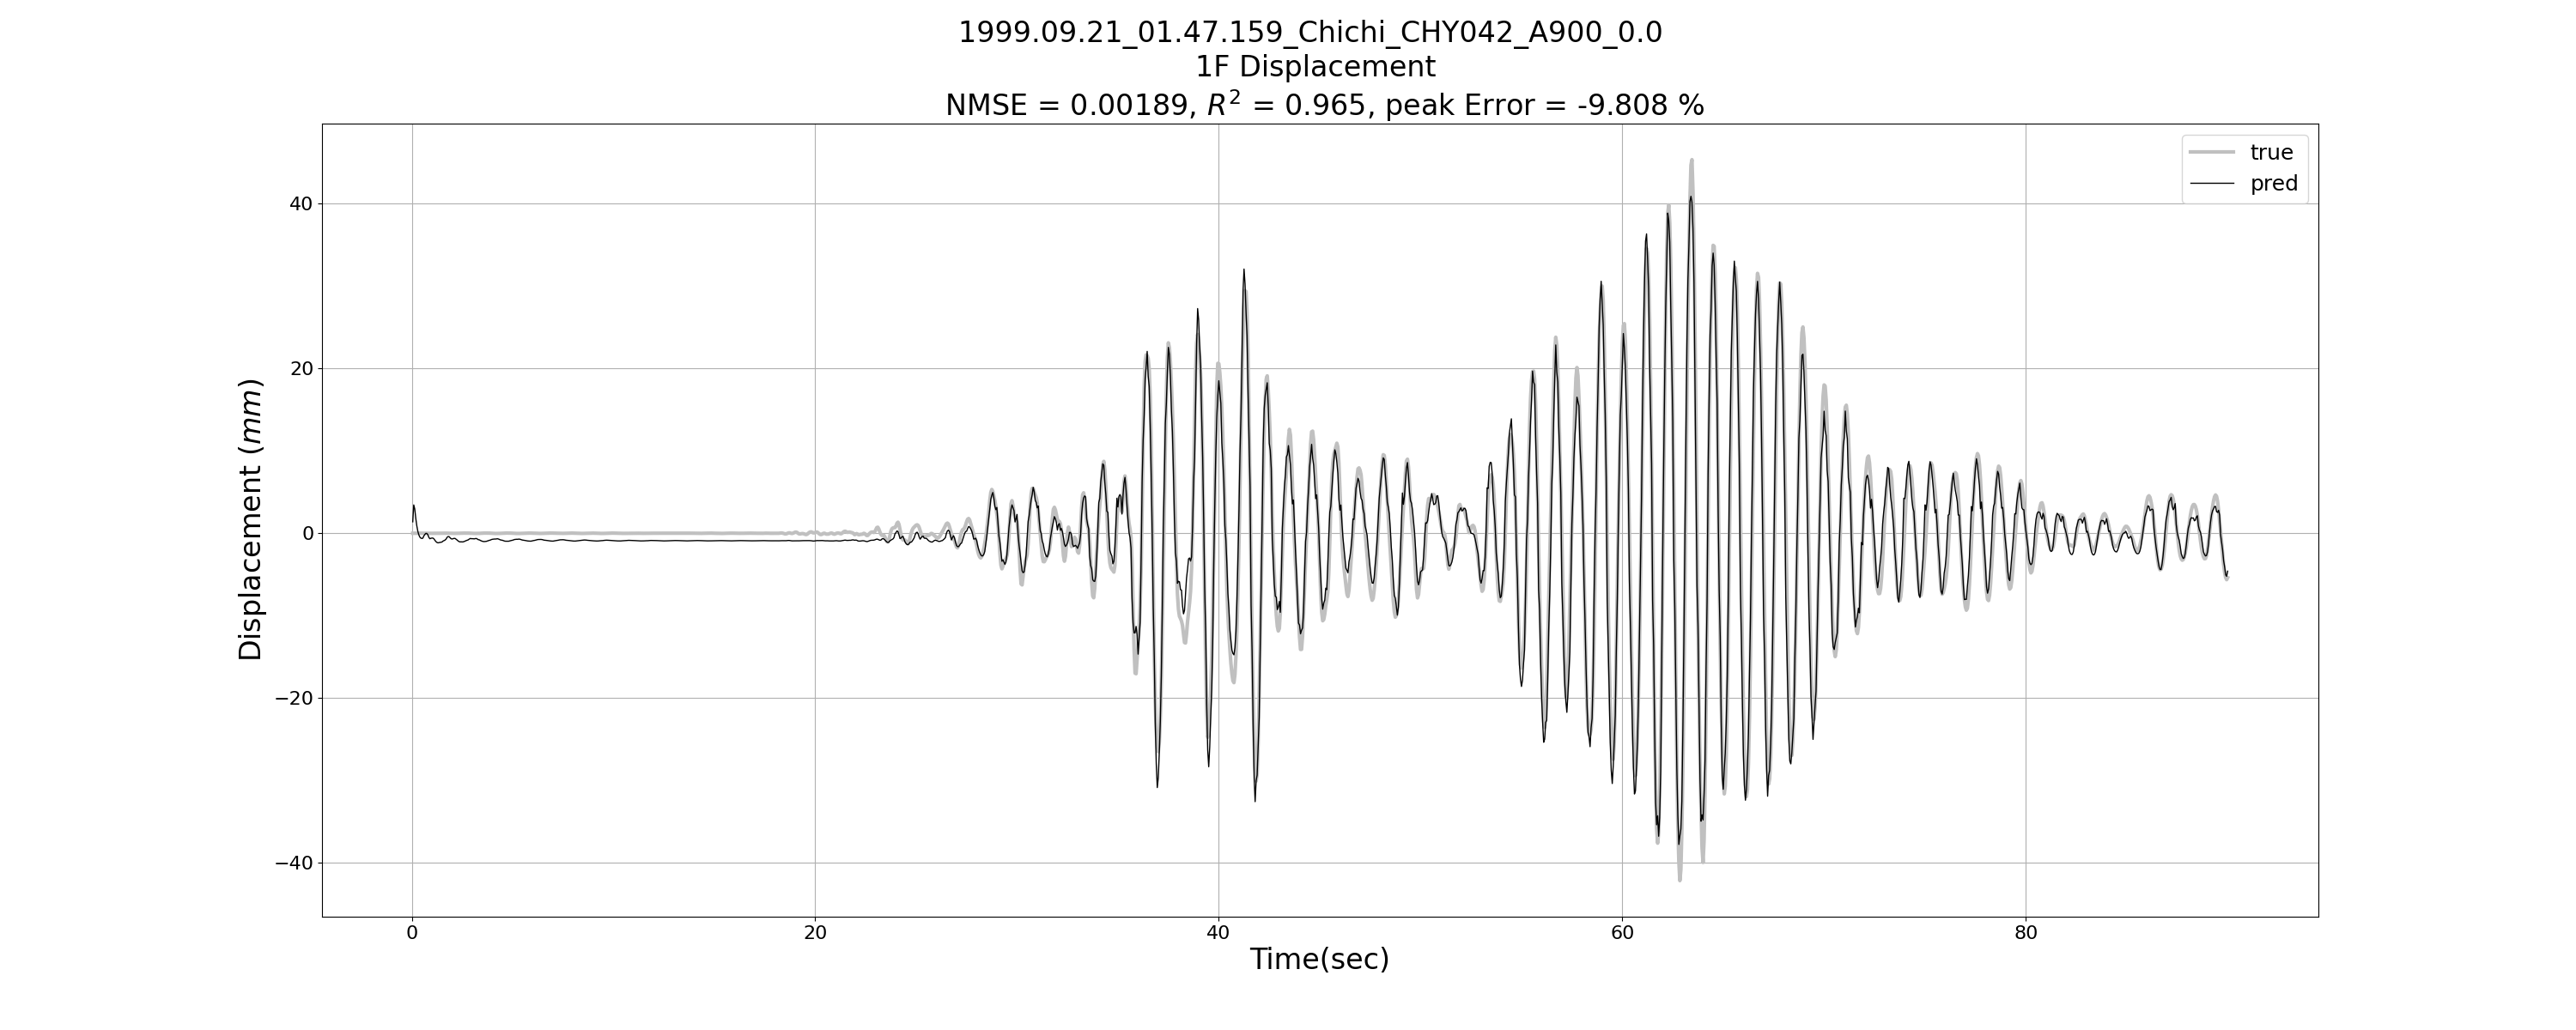 1999.09.21_01.47.159_Chichi_CHY042_A900_0.0
1F Displacement
NMSE = 0.00189, R² = 0.965, peak Error = -9.808 %
true
pred
Displacement (mm)
40
20
0
−20
−40
0
20
40
60
80
Time(sec)